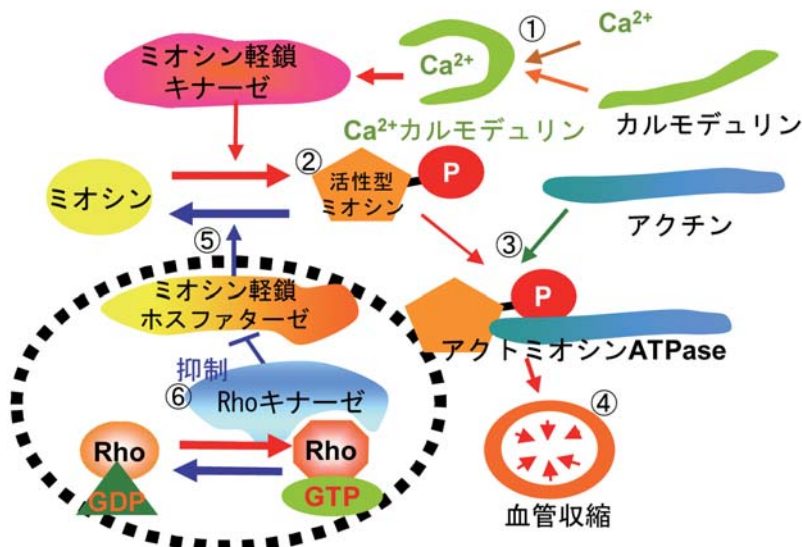 ①
Ca²⁺
Ca²⁺
ミオシン軽鎖
キナーゼ
Ca²⁺カルモデュリン
カルモデュリン
②
P
活性型
ミオシン
ミオシン
アクチン
③
⑤
P
ミオシン軽鎖
ホスファターゼ
アクトミオシンATPase
抑制
⑥
Rhoキナーゼ
④
Rho
Rho
GDP
GTP
血管収縮